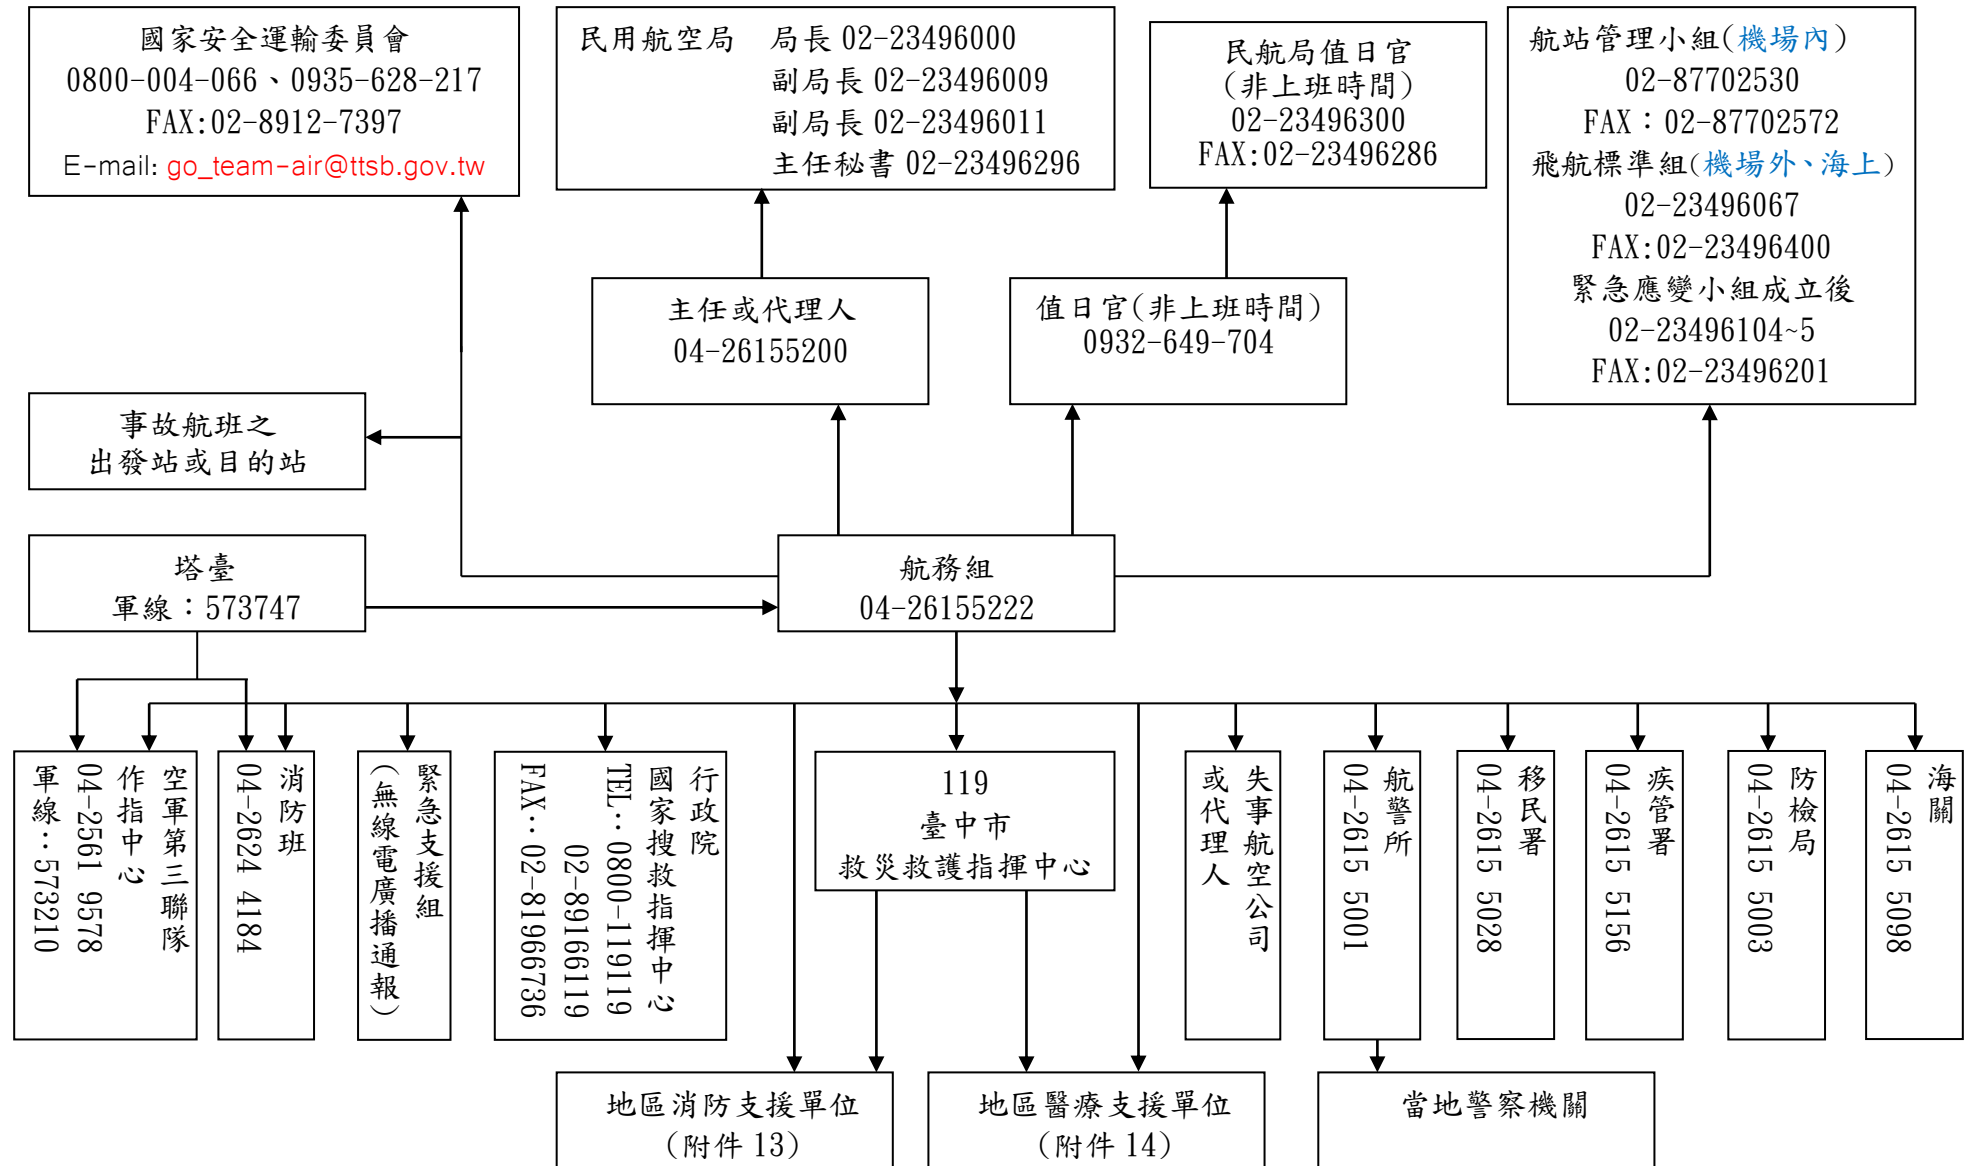 國家安全運輸委員會
0800-004-066、0935-628-217
FAX:02-8912-7397
E-mail: go_team-air@ttsb.gov.tw
民用航空局 局長 02-23496000
副局長 02-23496009
副局長 02-23496011
主任秘書 02-23496296
民航局值日官
(非上班時間)
02-23496300
FAX:02-23496286
航站管理小組(機場內)
02-87702530
FAX：02-87702572
飛航標準組(機場外、海上)
02-23496067
FAX:02-23496400
緊急應變小組成立後
02-23496104~5
FAX:02-23496201
主任或代理人
04-26155200
值日官(非上班時間)
0932-649-704
事故航班之
出發站或目的站
塔臺
軍線：573747
航務組
04-26155222
空軍第三聯隊
作指中心
04-2561 9578
軍線：573210
消防班
04-2624 4184
緊急支援組
(無線電廣播通報)
行政院
國家搜救指揮中心
TEL：0800-119119
02-89166119
FAX：02-81966736
119
臺中市
救災救護指揮中心
失事航空公司
或代理人
航警所
04-2615 5001
移民署
04-2615 5028
疾管署
04-2615 5156
防檢局
04-2615 5003
海關
04-2615 5098
地區消防支援單位
(附件 13)
地區醫療支援單位
(附件 14)
當地警察機關